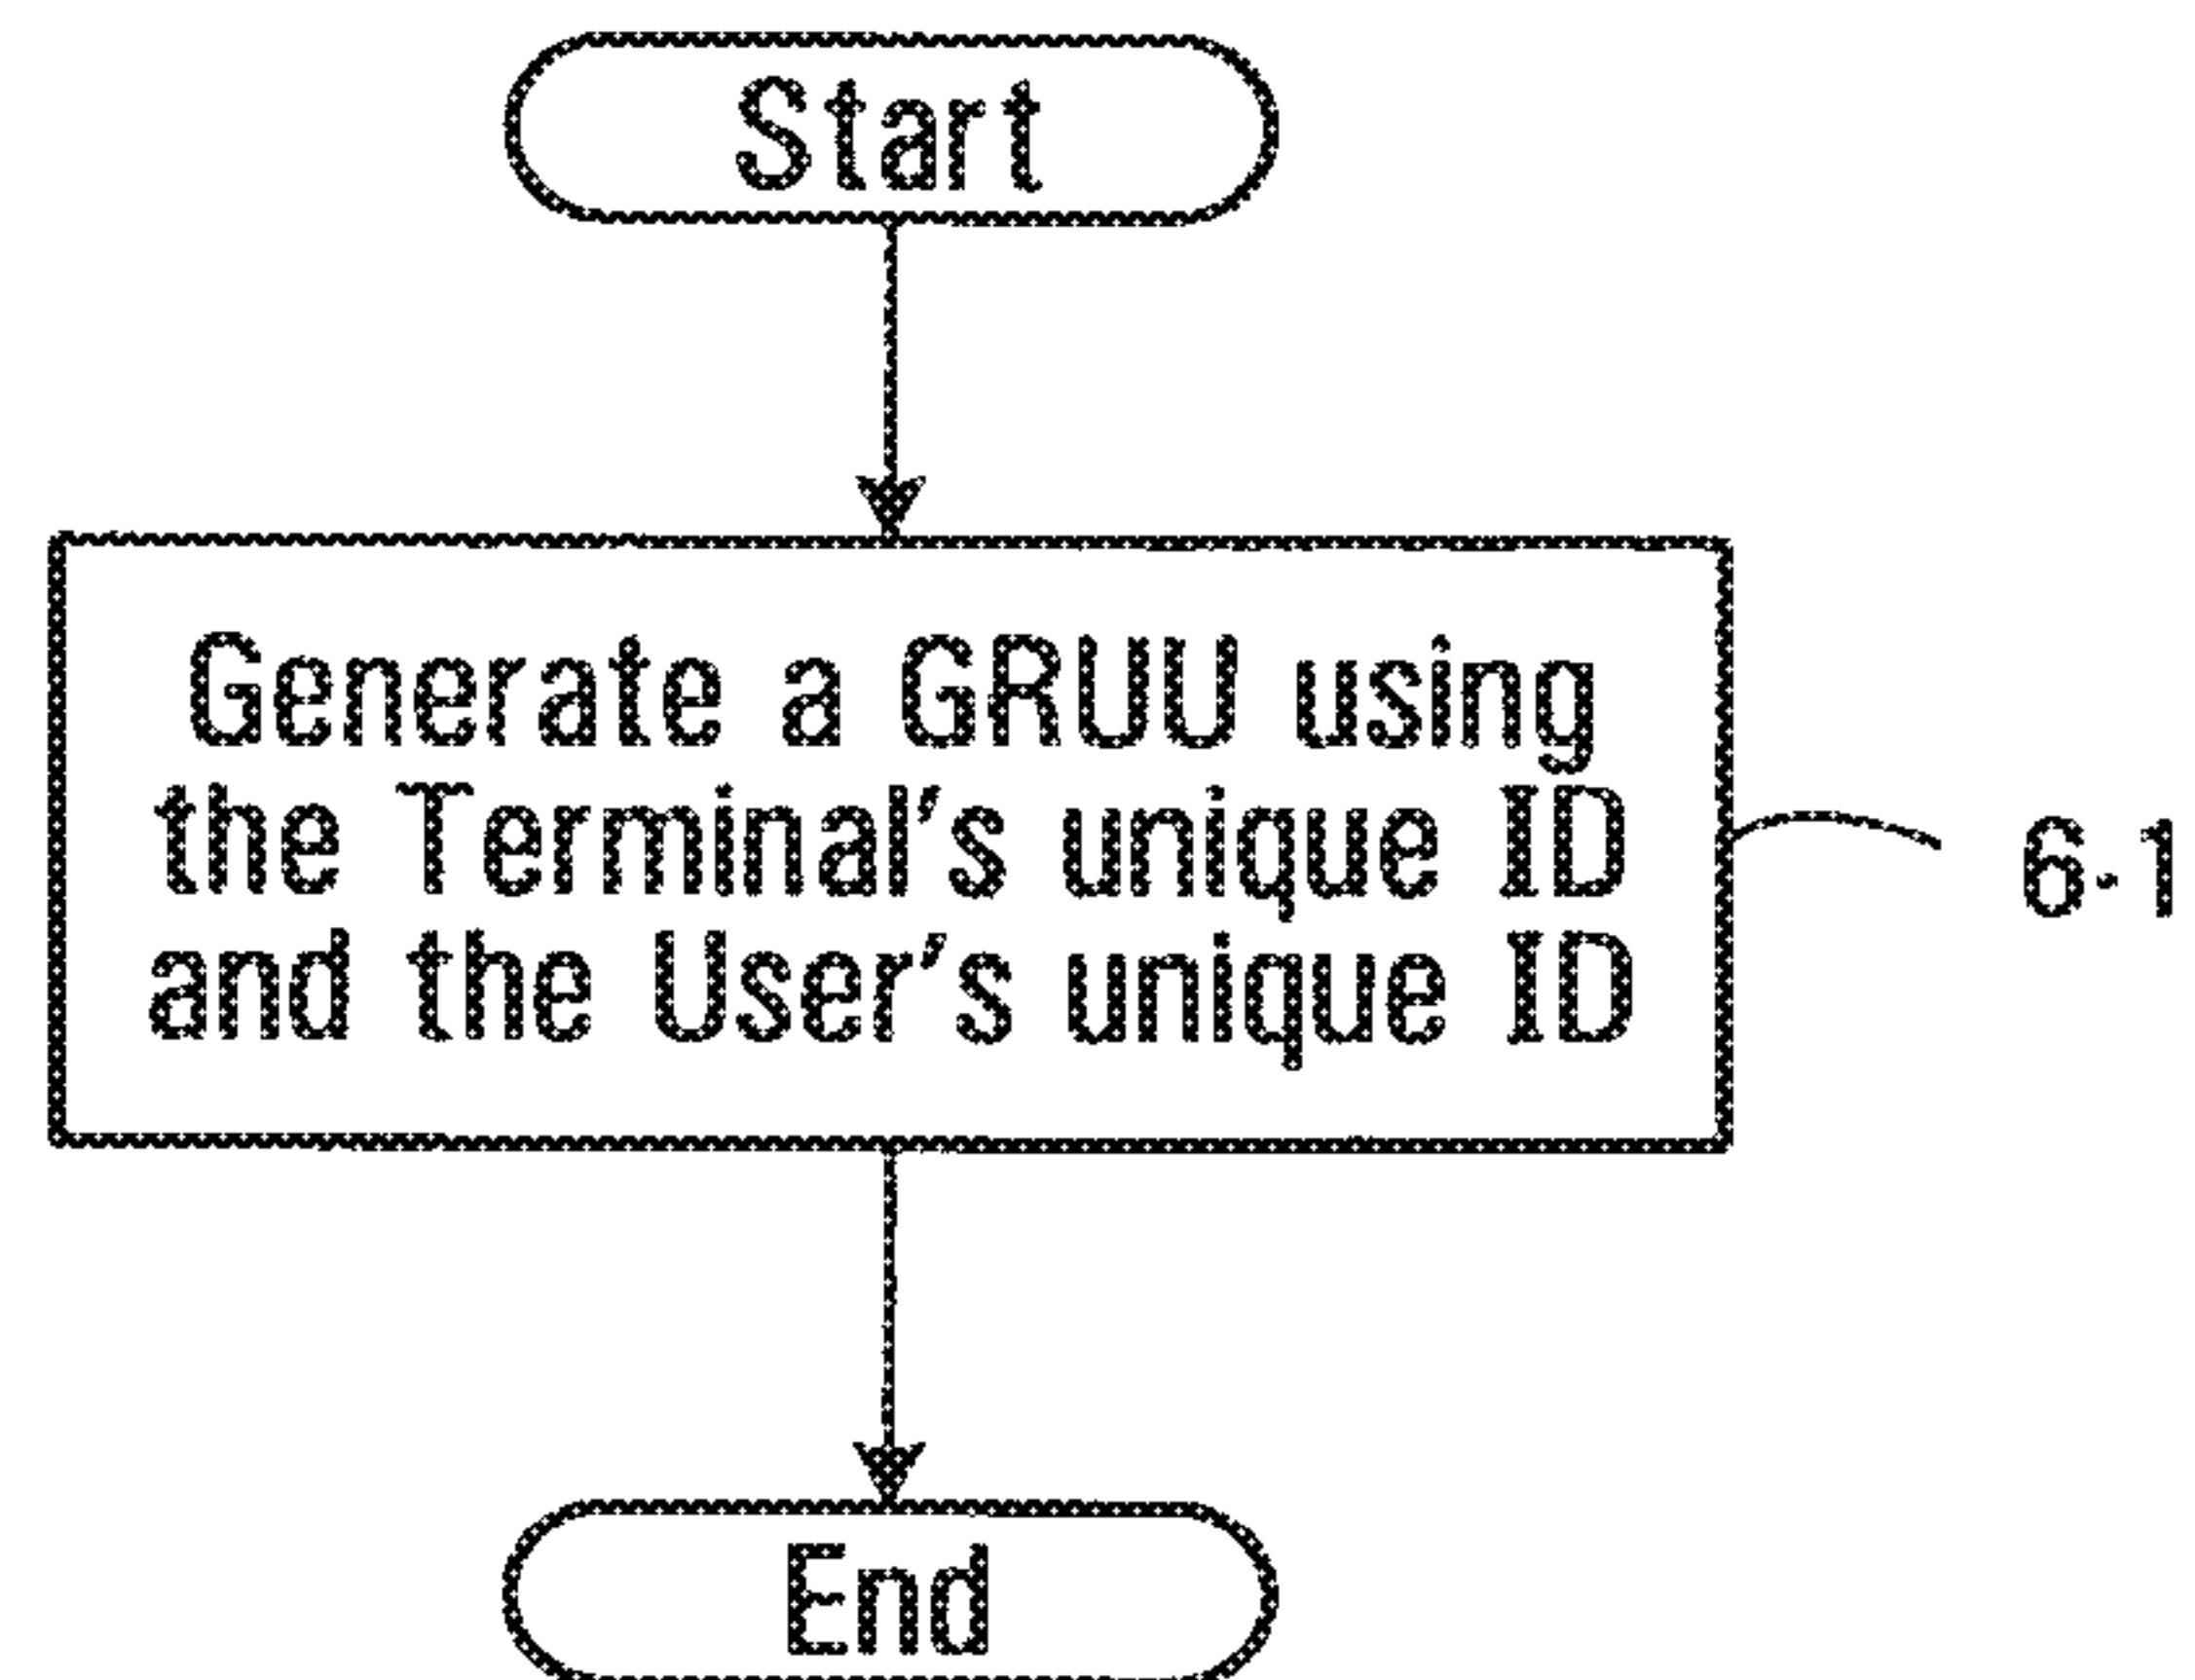 Start
Generate a GRUU using
the Terminal's unique ID
and the User's unique ID
6-1
End